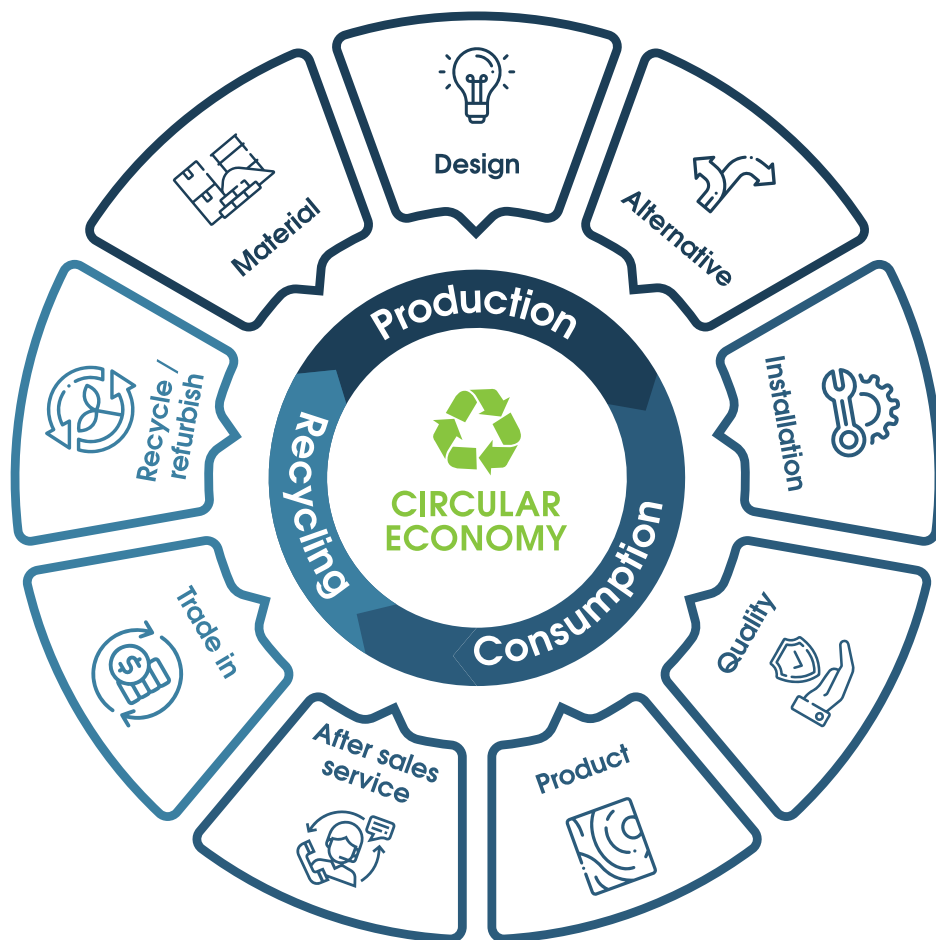 Design
Alternative
Installation
Quality
Product
After sales
service
Trade in
Recycle /
refurbish
Material
Production
Consumption
Recycling
CIRCULAR
ECONOMY